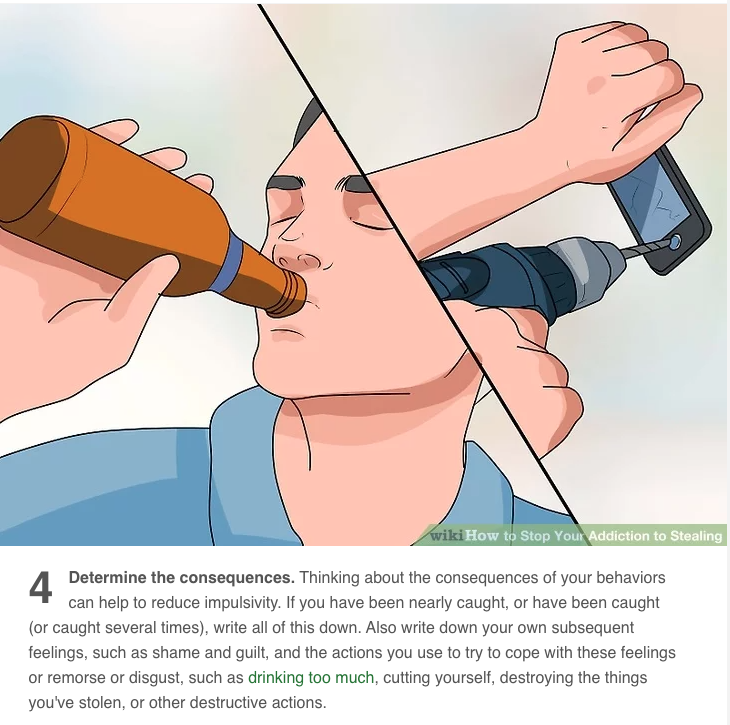 wikiHow to Stop Your Addiction to Stealing
4 Determine the consequences. Thinking about the consequences of your behaviors
can help to reduce impulsivity. If you have been nearly caught, or have been caught
(or caught several times), write all of this down. Also write down your own subsequent
feelings, such as shame and guilt, and the actions you use to try to cope with these feelings
or remorse or disgust, such as drinking too much, cutting yourself, destroying the things
you've stolen, or other destructive actions.